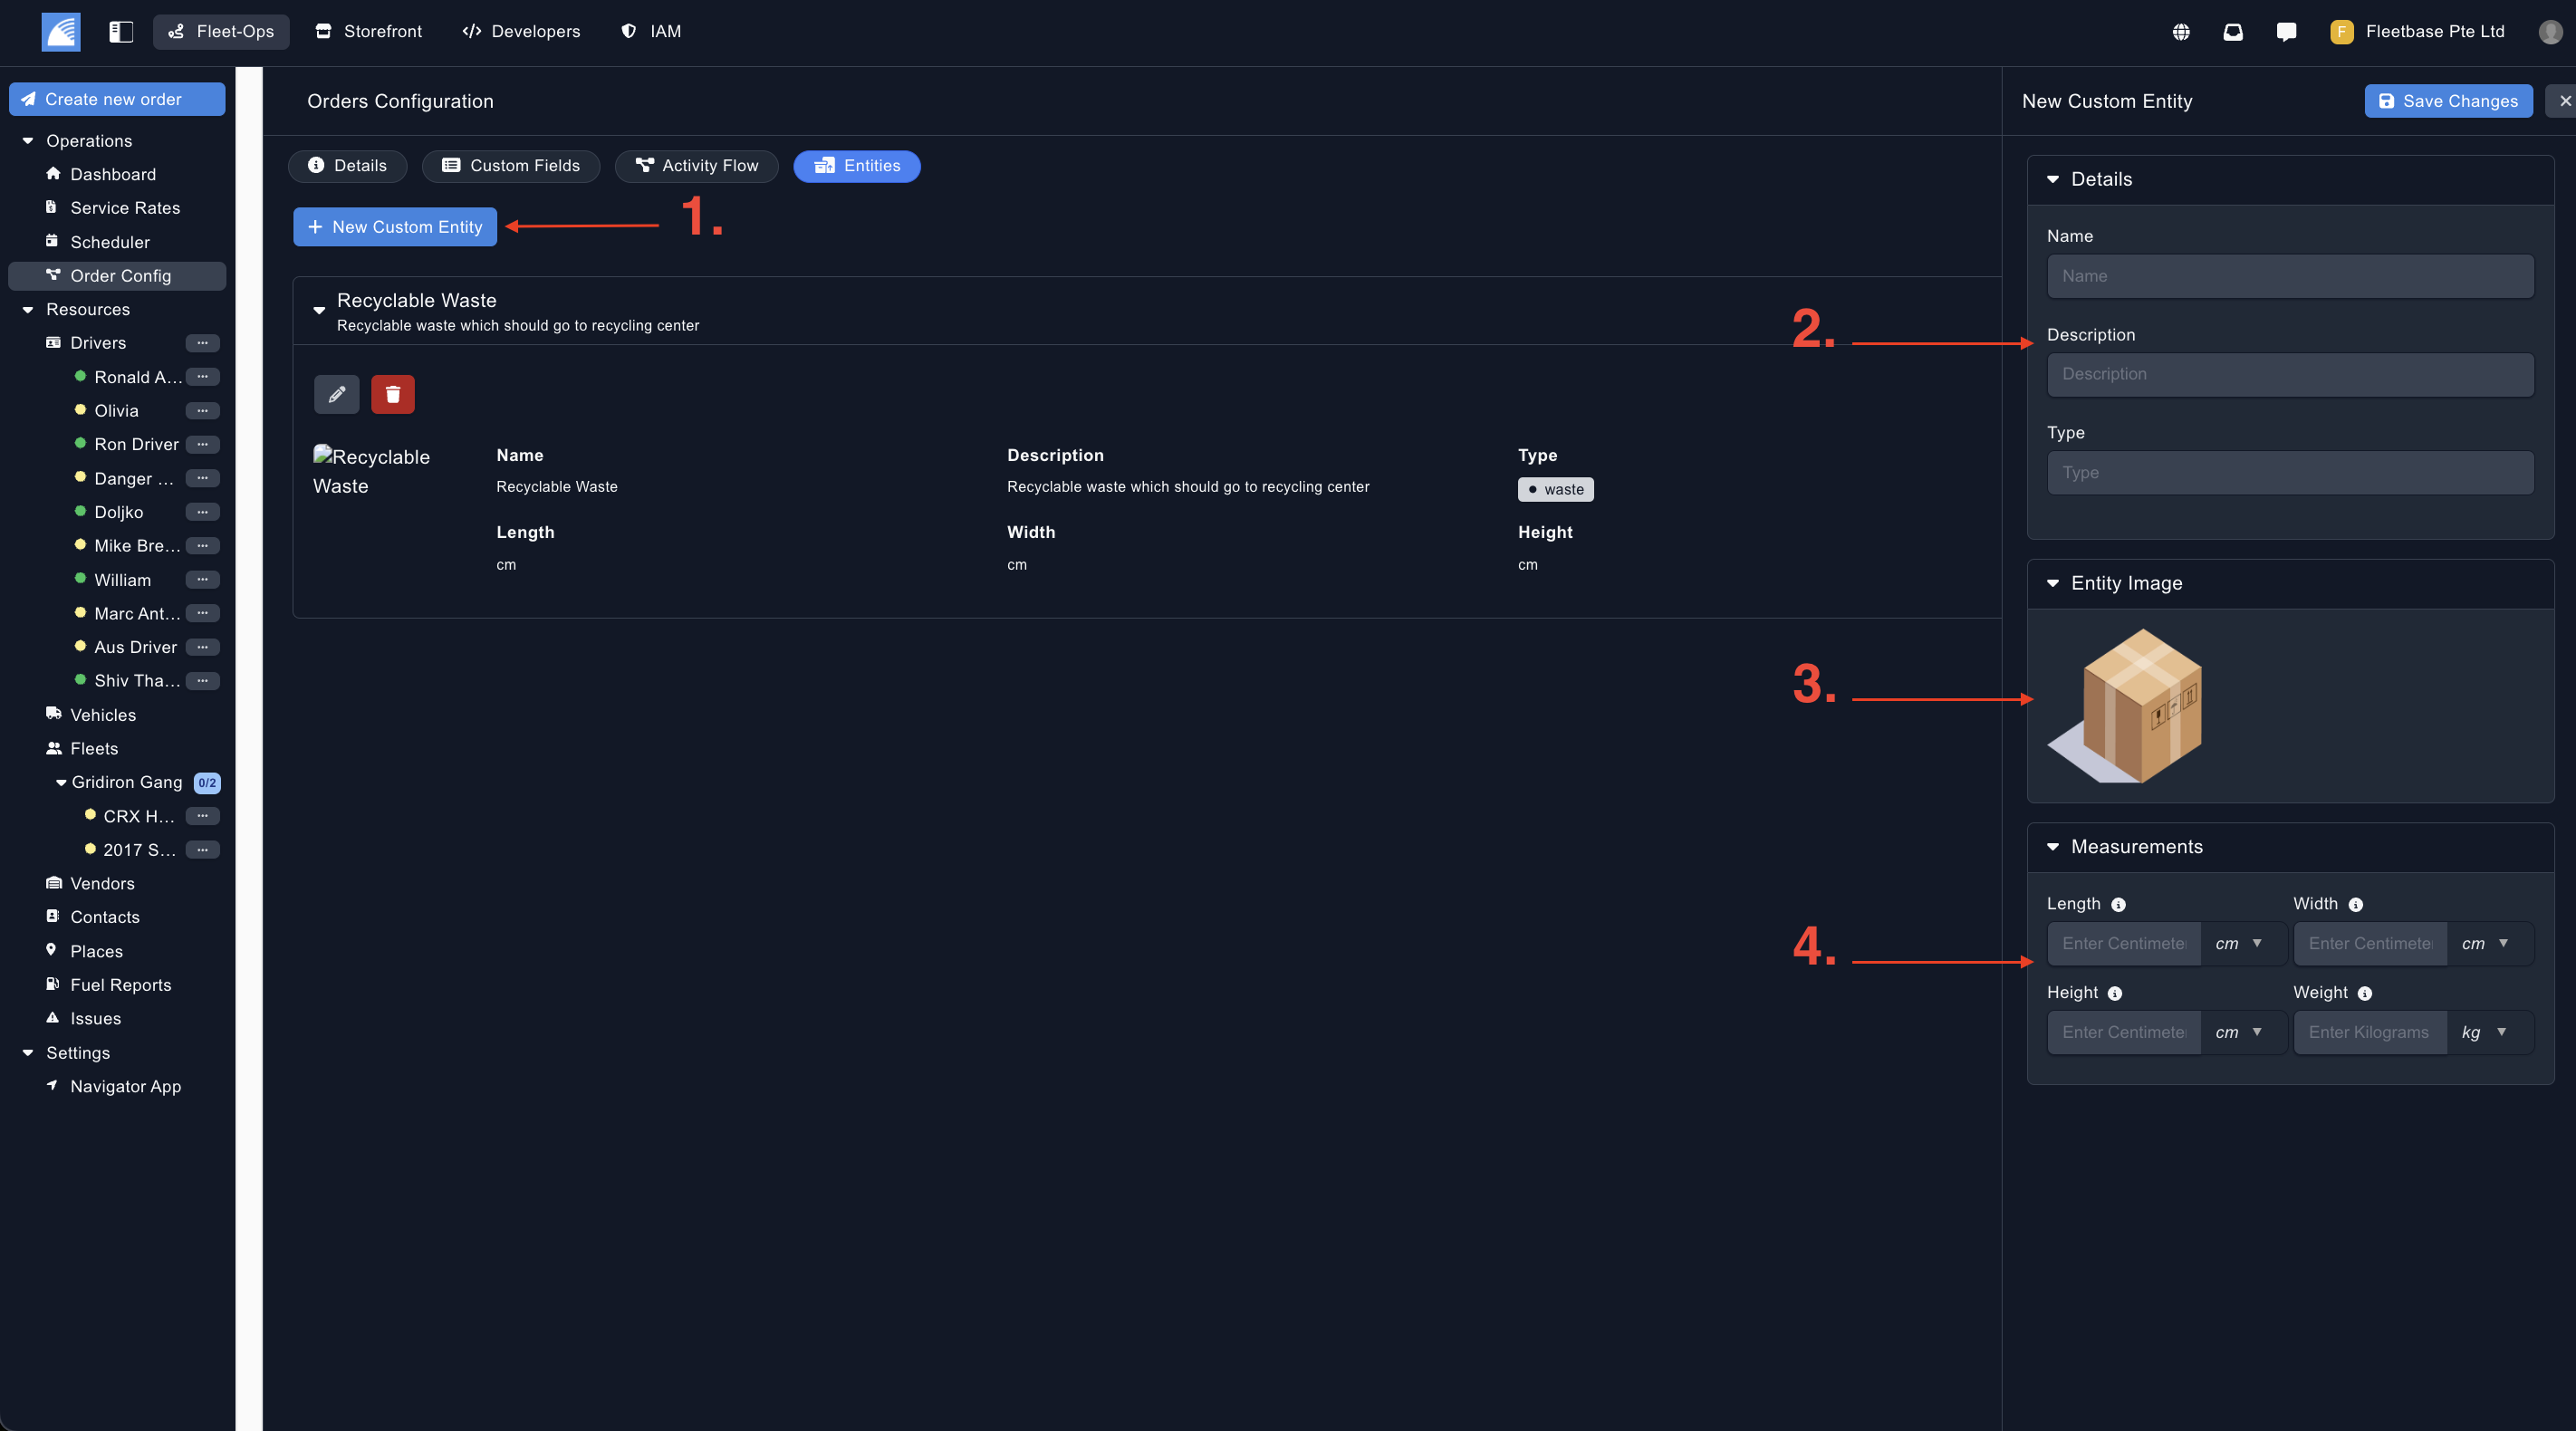 Fleet-Ops
Storefront
Developers
IAM
F
Fleetbase Pte Ltd
Create new order
Operations
Dashboard
Service Rates
Scheduler
Order Config
Resources
Drivers
Ronald A...
Olivia
Ron Driver
Danger ...
Doljko
Mike Bre...
William
Marc Ant...
Aus Driver
Shiv Tha...
Vehicles
Fleets
Gridiron Gang 0/2
CRX H...
2017 S...
Vendors
Contacts
Places
Fuel Reports
Issues
Settings
Navigator App
Orders Configuration
Details
Custom Fields
Activity Flow
Entities
New Custom Entity
1.
Recyclable Waste
Recyclable waste which should go to recycling center
Recyclable
Waste
Name
Recyclable Waste
Description
Recyclable waste which should go to recycling center
Type
waste
Length
cm
Width
cm
Height
cm
2.
3.
4.
New Custom Entity
Save Changes
Details
Name
Name
Description
Description
Type
Type
Entity Image
Measurements
Length
Width
Enter Centimete
cm
Enter Centimete
cm
Height
Weight
Enter Centimete
cm
Enter Kilograms
kg